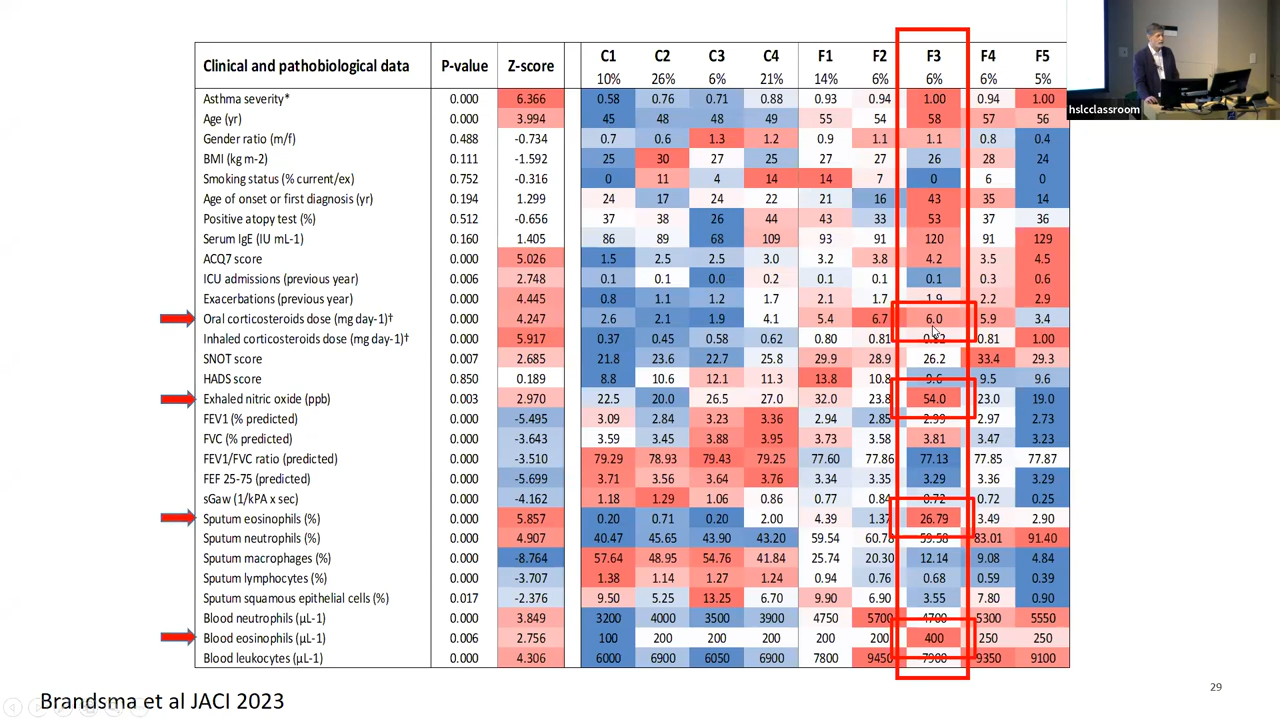 Clinical and pathobiological data P-value Z-score C1 C2 C3 C4 F1 F2 F3 F4 F5
10% 26% 6% 21% 14% 6% 6% 6% 5%
Asthma severity* 0.000 6.366 0.58 0.76 0.71 0.88 0.93 0.94 1.00 0.94 1.00
Age (yr) 0.000 3.994 45 48 48 49 55 54 58 57 56
Gender ratio (m/f) 0.488 -0.734 0.7 0.6 1.3 1.2 0.9 1.1 1.1 0.8 0.4
BMI (kg m-2) 0.111 -1.592 25 30 27 25 27 27 26 28 24
Smoking status (% current/ex) 0.752 -0.316 0 11 4 14 14 7 0 6 0
Age of onset or first diagnosis (yr) 0.194 1.299 24 17 24 22 21 16 43 35 14
Positive atopy test (%) 0.512 -0.656 37 38 26 44 43 33 53 37 36
Serum IgE (IU mL-1) 0.160 1.405 86 89 68 109 93 91 120 91 129
ACQ7 score 0.000 5.026 1.5 2.5 2.5 3.0 3.2 3.8 4.2 3.5 4.5
ICU admissions (previous year) 0.006 2.748 0.1 0.1 0.0 0.2 0.1 0.1 0.1 0.3 0.6
Exacerbations (previous year) 0.000 4.445 0.8 1.1 1.2 1.7 2.1 1.7 1.9 2.2 2.9
Oral corticosteroids dose (mg day-1)† 0.000 4.247 2.6 2.1 1.9 4.1 5.4 6.7 6.0 5.9 3.4
Inhaled corticosteroids dose (mg day-1)† 0.000 5.917 0.37 0.45 0.58 0.62 0.80 0.81 0.82 0.81 1.00
SNOT score 0.007 2.685 21.8 23.6 22.7 25.8 29.9 28.9 26.2 33.4 29.3
HADS score 0.850 0.189 8.8 10.6 12.1 11.3 13.8 10.8 9.6 9.5 9.6
Exhaled nitric oxide (ppb) 0.003 2.970 22.5 20.0 26.5 27.0 32.0 23.8 54.0 23.0 19.0
FEV1 (% predicted) 0.000 -5.495 3.09 2.84 3.23 3.36 2.94 2.85 2.99 2.97 2.73
FVC (% predicted) 0.000 -3.643 3.59 3.45 3.88 3.95 3.73 3.58 3.81 3.47 3.23
FEV1/FVC ratio (predicted) 0.000 -3.510 79.29 78.93 79.43 79.25 77.60 77.86 77.13 77.85 77.87
FEF 25-75 (predicted) 0.000 -5.699 3.71 3.56 3.64 3.76 3.34 3.35 3.29 3.36 3.29
sGaw (1/kPA x sec) 0.000 -4.162 1.18 1.29 1.06 0.86 0.77 0.84 0.72 0.72 0.25
Sputum eosinophils (%) 0.000 5.857 0.20 0.71 0.20 2.00 4.39 1.37 26.79 3.49 2.90
Sputum neutrophils (%) 0.000 4.907 40.47 45.65 43.90 43.20 59.54 60.78 59.58 83.01 91.40
Sputum macrophages (%) 0.000 -8.764 57.64 48.95 54.76 41.84 25.74 20.30 12.14 9.08 4.84
Sputum lymphocytes (%) 0.000 -3.707 1.38 1.14 1.27 1.24 0.94 0.76 0.68 0.59 0.39
Sputum squamous epithelial cells (%) 0.017 -2.376 9.50 5.25 13.25 6.70 9.90 6.90 3.55 7.80 0.90
Blood neutrophils (µL-1) 0.000 3.849 3200 4000 3500 3900 4750 5700 4700 5300 5550
Blood eosinophils (µL-1) 0.006 2.756 100 200 200 200 200 200 400 250 250
Blood leukocytes (µL-1) 0.000 4.306 6000 6900 6050 6900 7800 9450 7900 9350 9100
hslcclassroom
Brandsma et al JACI 2023
29